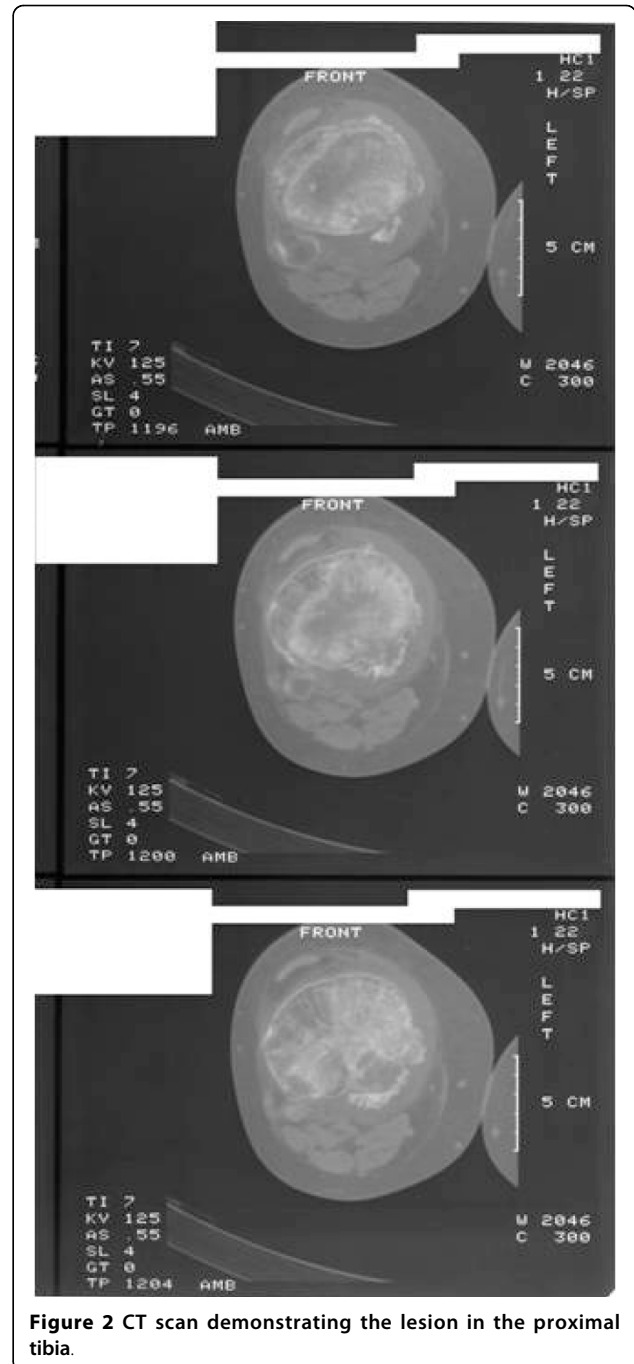 HC1
FRONT
1 22
H/SP
L
E
F
T
5 CM
TI 7
KV 125
AS .55
SL 4
GT 0
TP 1196 AMB
W 2046
C 300
HC1
FRONT
1 22
H/SP
L
E
F
T
5 CM
TI 7
KV 125
AS .55
SL 4
GT 0
TP 1200 AMB
W 2046
C 300
HC1
FRONT
1 22
H/SP
L
E
F
T
5 CM
TI 7
KV 125
AS .55
SL 4
GT 0
TP 1204 AMB
W 2046
C 300
Figure 2 CT scan demonstrating the lesion in the proximal
tibia.